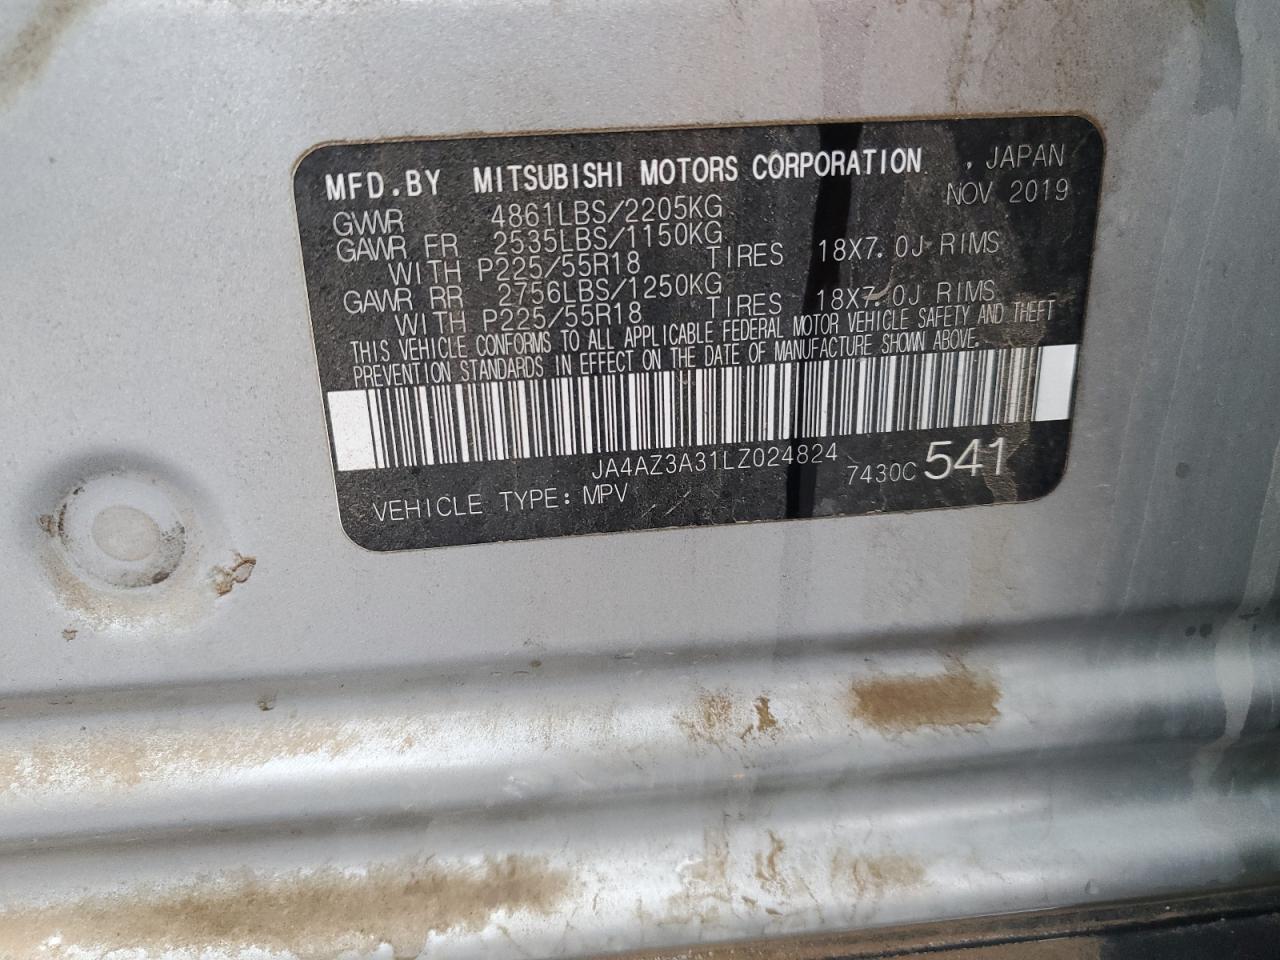 MFD.BY MITSUBISHI MOTORS CORPORATION , JAPAN
NOV 2019
GVWR 4861LBS/2205KG
GAWR FR 2535LBS/1150KG
WITH P225/55R18 TIRES 18X7.0J RIMS
GAWR RR 2756LBS/1250KG
WITH P225/55R18 TIRES 18X7.0J RIMS
THIS VEHICLE CONFORMS TO ALL APPLICABLE FEDERAL MOTOR VEHICLE SAFETY AND THEFT
PREVENTION STANDARDS IN EFFECT ON THE DATE OF MANUFACTURE SHOWN ABOVE.
JA4AZ3A31LZ024824
7430C 541
VEHICLE TYPE: MPV